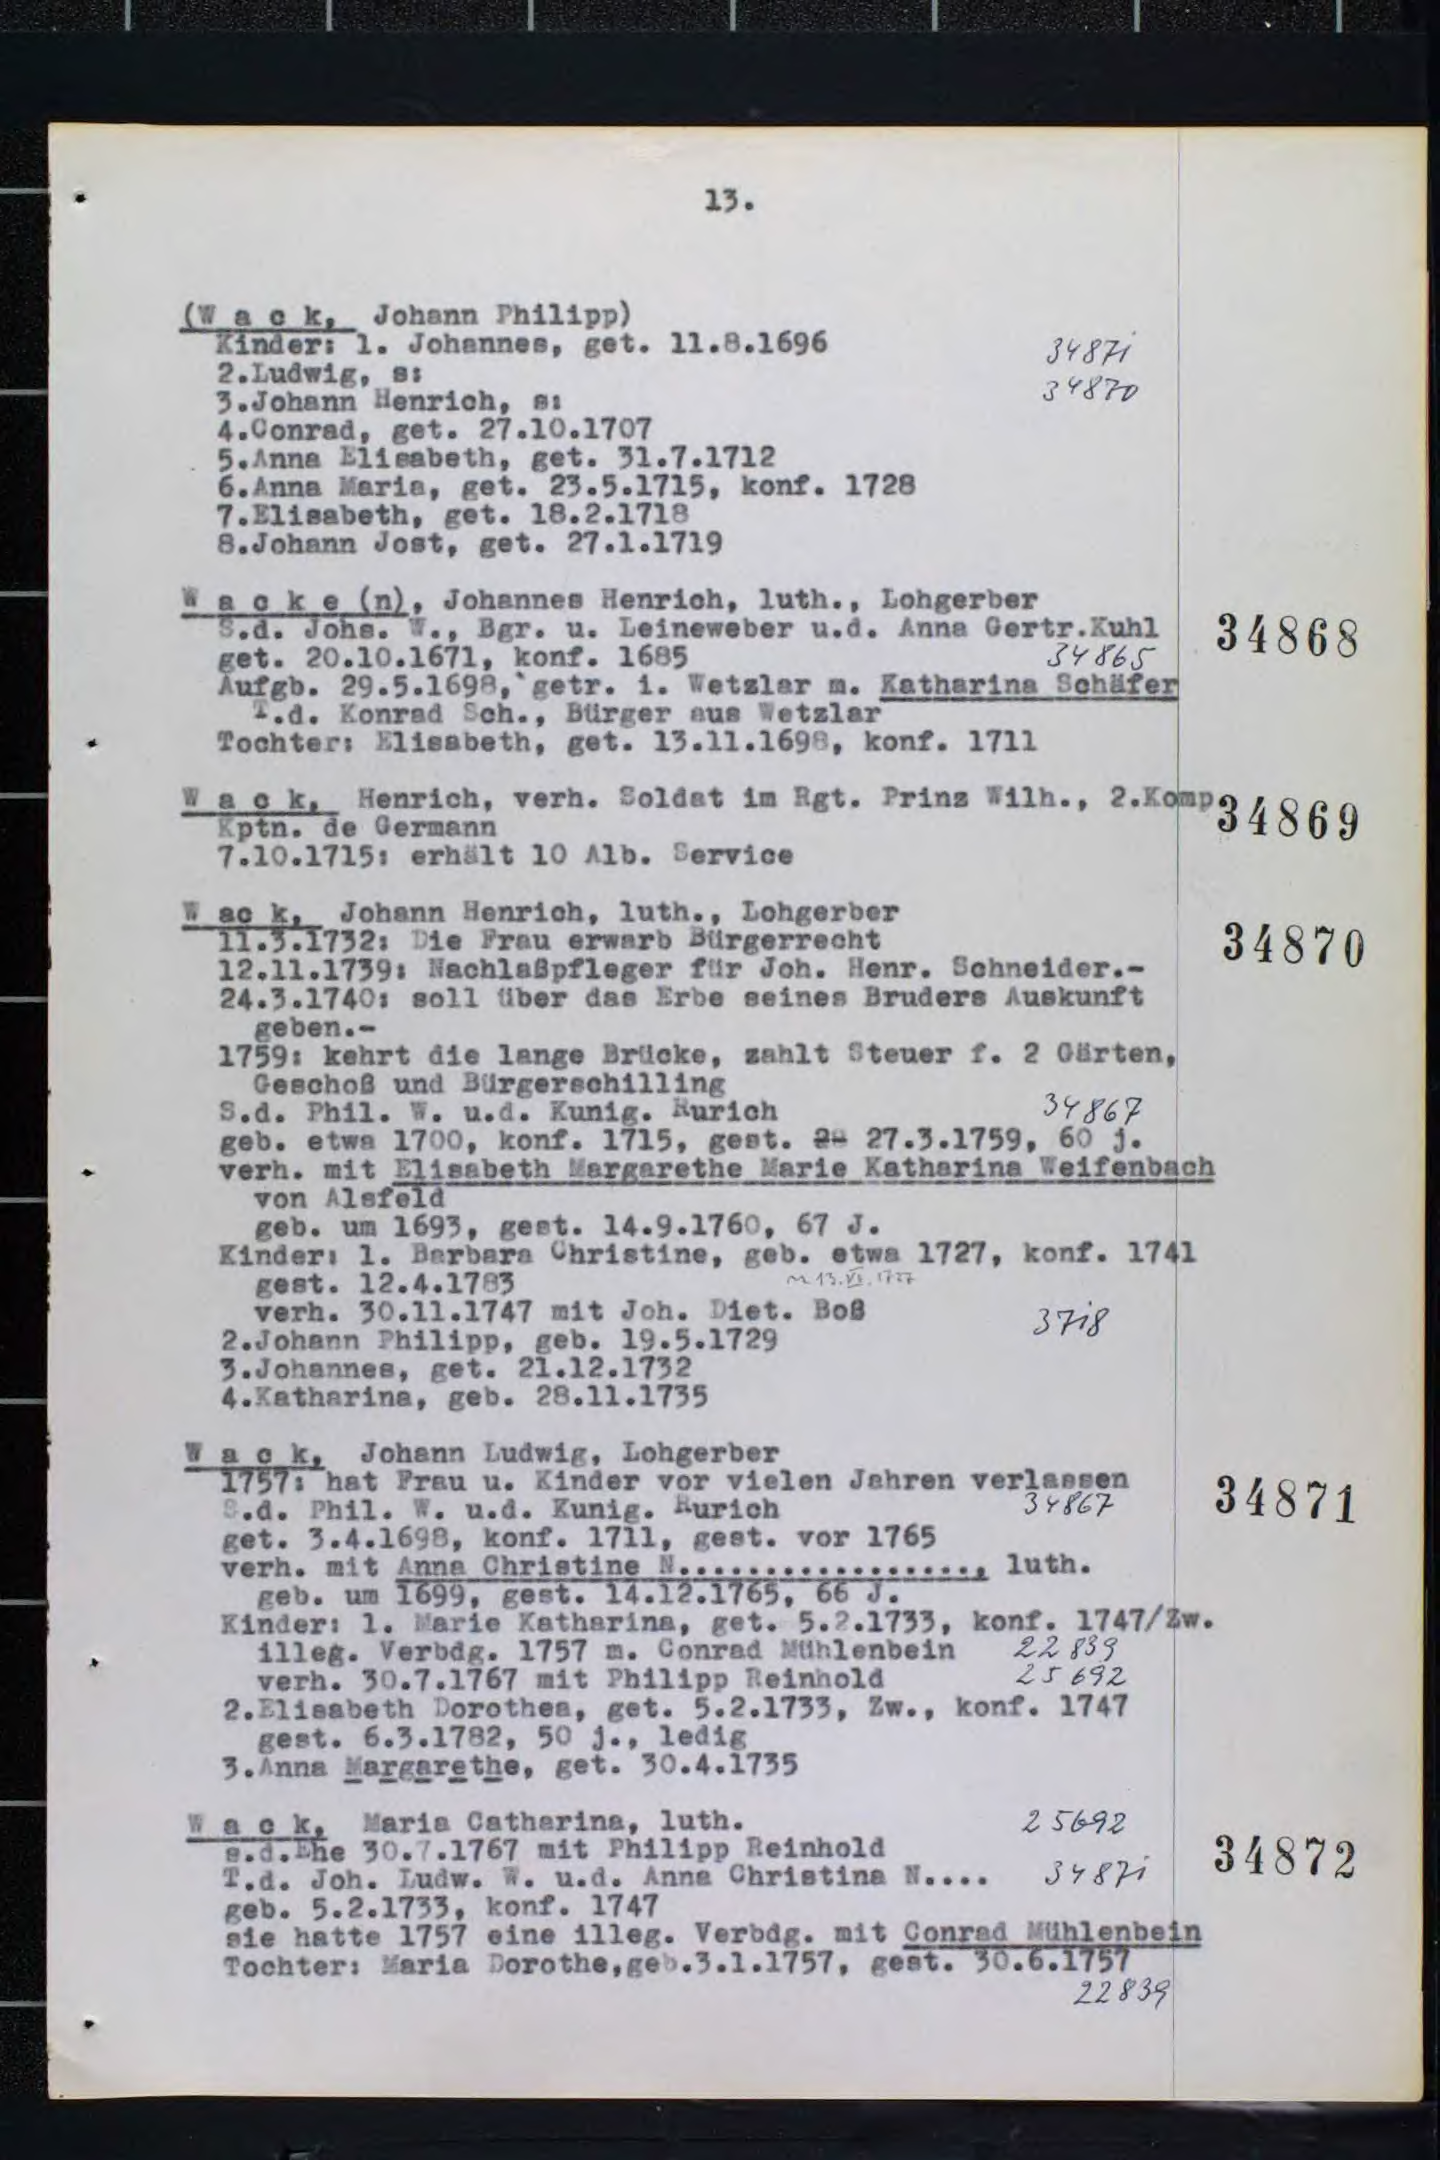 13.
(W a c k, Johann Philipp)
Kinder: 1. Johannes, get. 11.8.1696
2.Ludwig, s: 34871
3.Johann Henrich, s: 34870
4.Conrad, get. 27.10.1707
5.Anna Elisabeth, get. 31.7.1712
6.Anna Maria, get. 23.5.1715, konf. 1728
7.Elisabeth, get. 18.2.1718
8.Johann Jost, get. 27.1.1719
W a c k e (n), Johannes Henrich, luth., Lohgerber 34868
S.d. Johs. W., Bgr. u. Leineweber u.d. Anna Gertr.Kuhl
get. 20.10.1671, konf. 1685 34865
Aufgb. 29.5.1698, getr. i. Wetzlar m. Katharina Schäfer
T.d. Konrad Sch., Bürger aus Wetzlar
Tochter: Elisabeth, get. 13.11.1698, konf. 1711
W a c k, Henrich, verh. Soldat im Rgt. Prinz Wilh., 2.Komp 34869
Kptn. de Germann
7.10.1715: erhält 10 Alb. Service
W ac k, Johann Henrich, luth., Lohgerber
11.3.1732: Die Frau erwarb Bürgerrecht 34870
12.11.1739: Nachlaßpfleger für Joh. Henr. Schneider.-
24.3.1740: soll über das Erbe seines Bruders Auskunft
geben.-
1759: kehrt die lange Brücke, zahlt Steuer f. 2 Gärten,
Geschoß und Bürgerschilling
S.d. Phil. W. u.d. Kunig. Rurich 34867
geb. etwa 1700, konf. 1715, gest. 28 27.3.1759, 60 j.
verh. mit Elisabeth Margarethe Marie Katharina Weifenbach
von Alsfeld
geb. um 1693, gest. 14.9.1760, 67 J.
Kinder: 1. Barbara Christine, geb. etwa 1727, konf. 1741
gest. 12.4.1783 13.VI.1727
verh. 30.11.1747 mit Joh. Diet. Boß 3718
2.Johann Philipp, geb. 19.5.1729
3.Johannes, get. 21.12.1732
4.Katharina, geb. 28.11.1735
W a c k, Johann Ludwig, Lohgerber
1757: hat Frau u. Kinder vor vielen Jahren verlassen 34871
S.d. Phil. W. u.d. Kunig. Rurich 34867
get. 3.4.1698, konf. 1711, gest. vor 1765
verh. mit Anna Christine N................., luth.
geb. um 1699, gest. 14.12.1765, 66 J.
Kinder: 1. Marie Katharina, get. 5.2.1733, konf. 1747/Zw.
illeg. Verbdg. 1757 m. Conrad Mühlenbein 22839
verh. 30.7.1767 mit Philipp Reinhold 25692
2.Elisabeth Dorothea, get. 5.2.1733, Zw., konf. 1747
gest. 6.3.1782, 50 j., ledig
3.Anna Margarethe, get. 30.4.1735
W a c k, Maria Catharina, luth. 25692
s.d.Ehe 30.7.1767 mit Philipp Reinhold 34872
T.d. Joh. Ludw. W. u.d. Anna Christina N.... 34871
geb. 5.2.1733, konf. 1747
sie hatte 1757 eine illeg. Verbdg. mit Conrad Mühlenbein
Tochter: Maria Dorothe,geb.3.1.1757, gest. 30.6.1757
22839